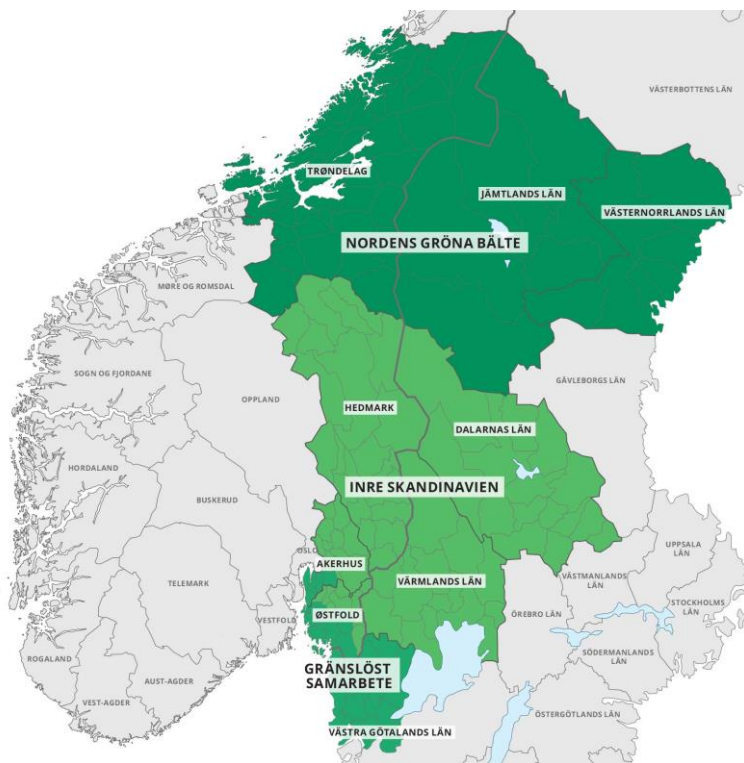 VÄSTERBOTTENS LÄN
TRØNDELAG
JÄMTLANDS LÄN
VÄSTERNORRLANDS LÄN
NORDENS GRÖNA BÄLTE
MØRE OG ROMSDAL
SOGN OG FJORDANE
OPPLAND
GÄVLEBORGS LÄN
HEDMARK
DALARNAS LÄN
HORDALAND
INRE SKANDINAVIEN
BUSKERUD
UPPSALA
LÄN
OSLO
AKERHUS
VÄRMLANDS LÄN
VÄSTMANLANDS
LÄN
TELEMARK
STOCKHOLMS
LÄN
ØSTFOLD
ÖREBRO LÄN
VESTFOLD
SÖDERMANLANDS
LÄN
ROGALAND
AUST-AGDER
GRÄNSLÖST
SAMARBETE
VEST-AGDER
ÖSTERGÖTLANDS LÄN
VÄSTRA GÖTALANDS LÄN